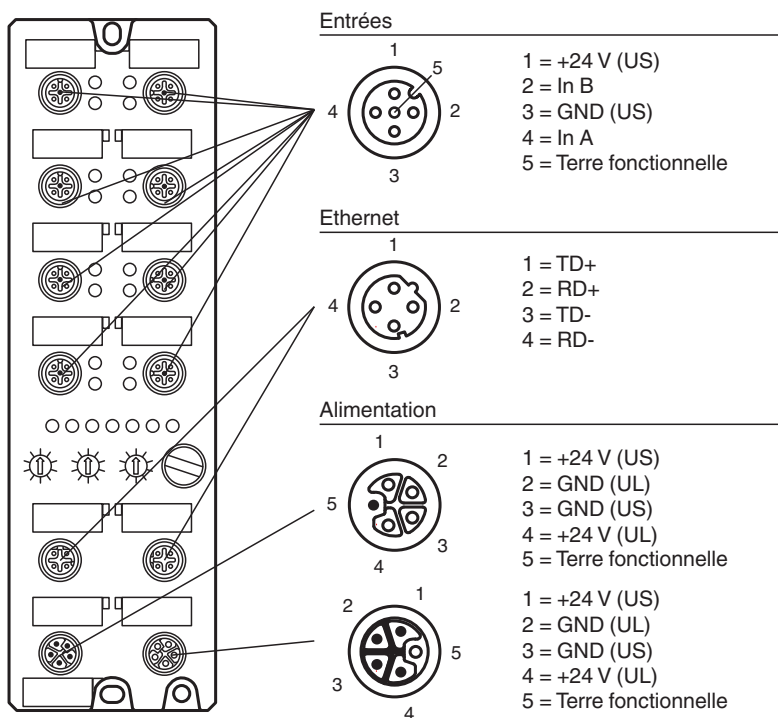 Entrées
1
5
4
2
3
1 = +24 V (US)
2 = In B
3 = GND (US)
4 = In A
5 = Terre fonctionnelle
Ethernet
1
4
2
3
1 = TD+
2 = RD+
3 = TD-
4 = RD-
Alimentation
1
2
5
3
4
1 = +24 V (US)
2 = GND (UL)
3 = GND (US)
4 = +24 V (UL)
5 = Terre fonctionnelle
2
1
5
3
4
1 = +24 V (US)
2 = GND (UL)
3 = GND (US)
4 = +24 V (UL)
5 = Terre fonctionnelle